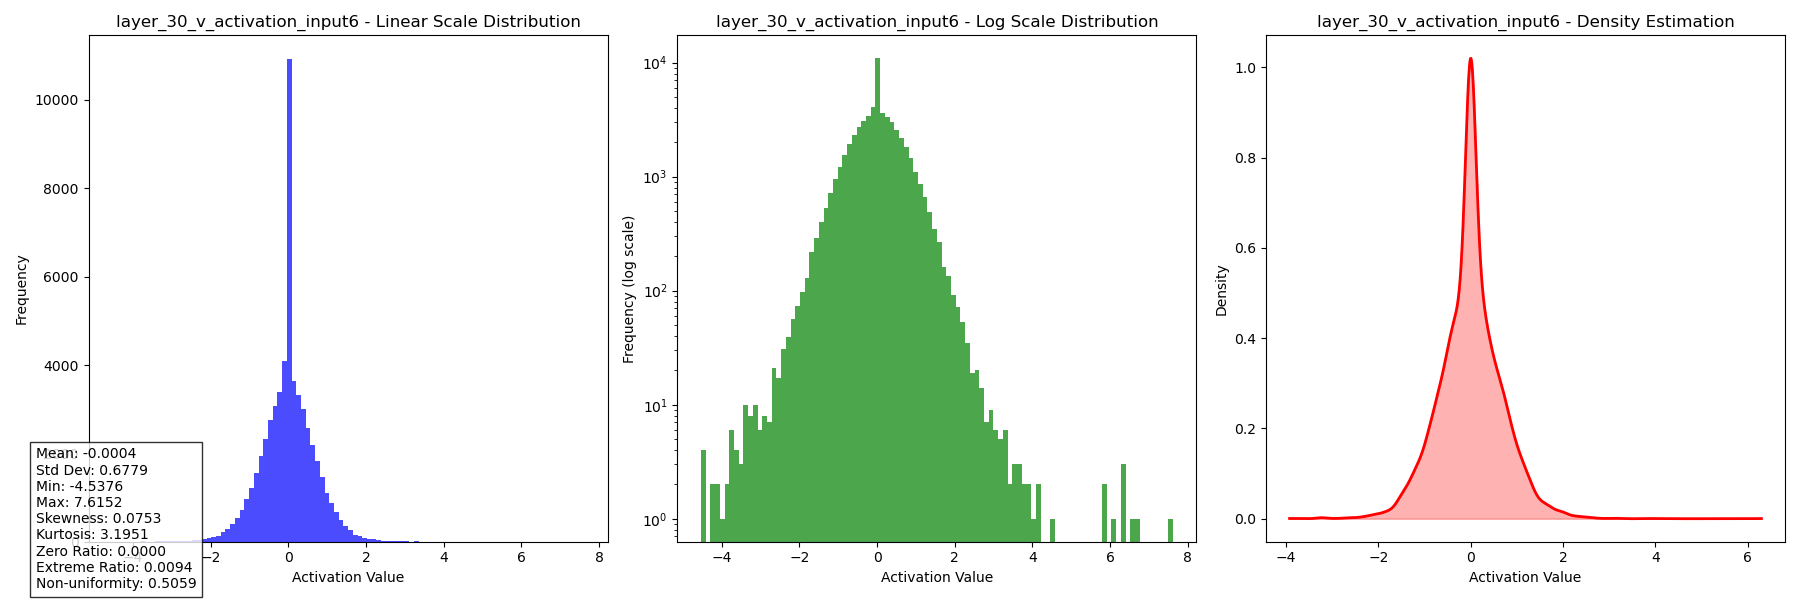 layer_30_v_activation_input6 - Linear Scale Distribution
10000
8000
6000
4000
Frequency
Mean: -0.0004
Std Dev: 0.6779
Min: -4.5376
Max: 7.6152
Skewness: 0.0753
Kurtosis: 3.1951
Zero Ratio: 0.0000
Extreme Ratio: 0.0094
Non-uniformity: 0.5059
−2 0 2 4 6 8
Activation Value
layer_30_v_activation_input6 - Log Scale Distribution
10⁴
10³
10²
10¹
10⁰
Frequency (log scale)
−4 −2 0 2 4 6 8
Activation Value
layer_30_v_activation_input6 - Density Estimation
1.0
0.8
0.6
0.4
0.2
0.0
Density
−4 −2 0 2 4 6
Activation Value